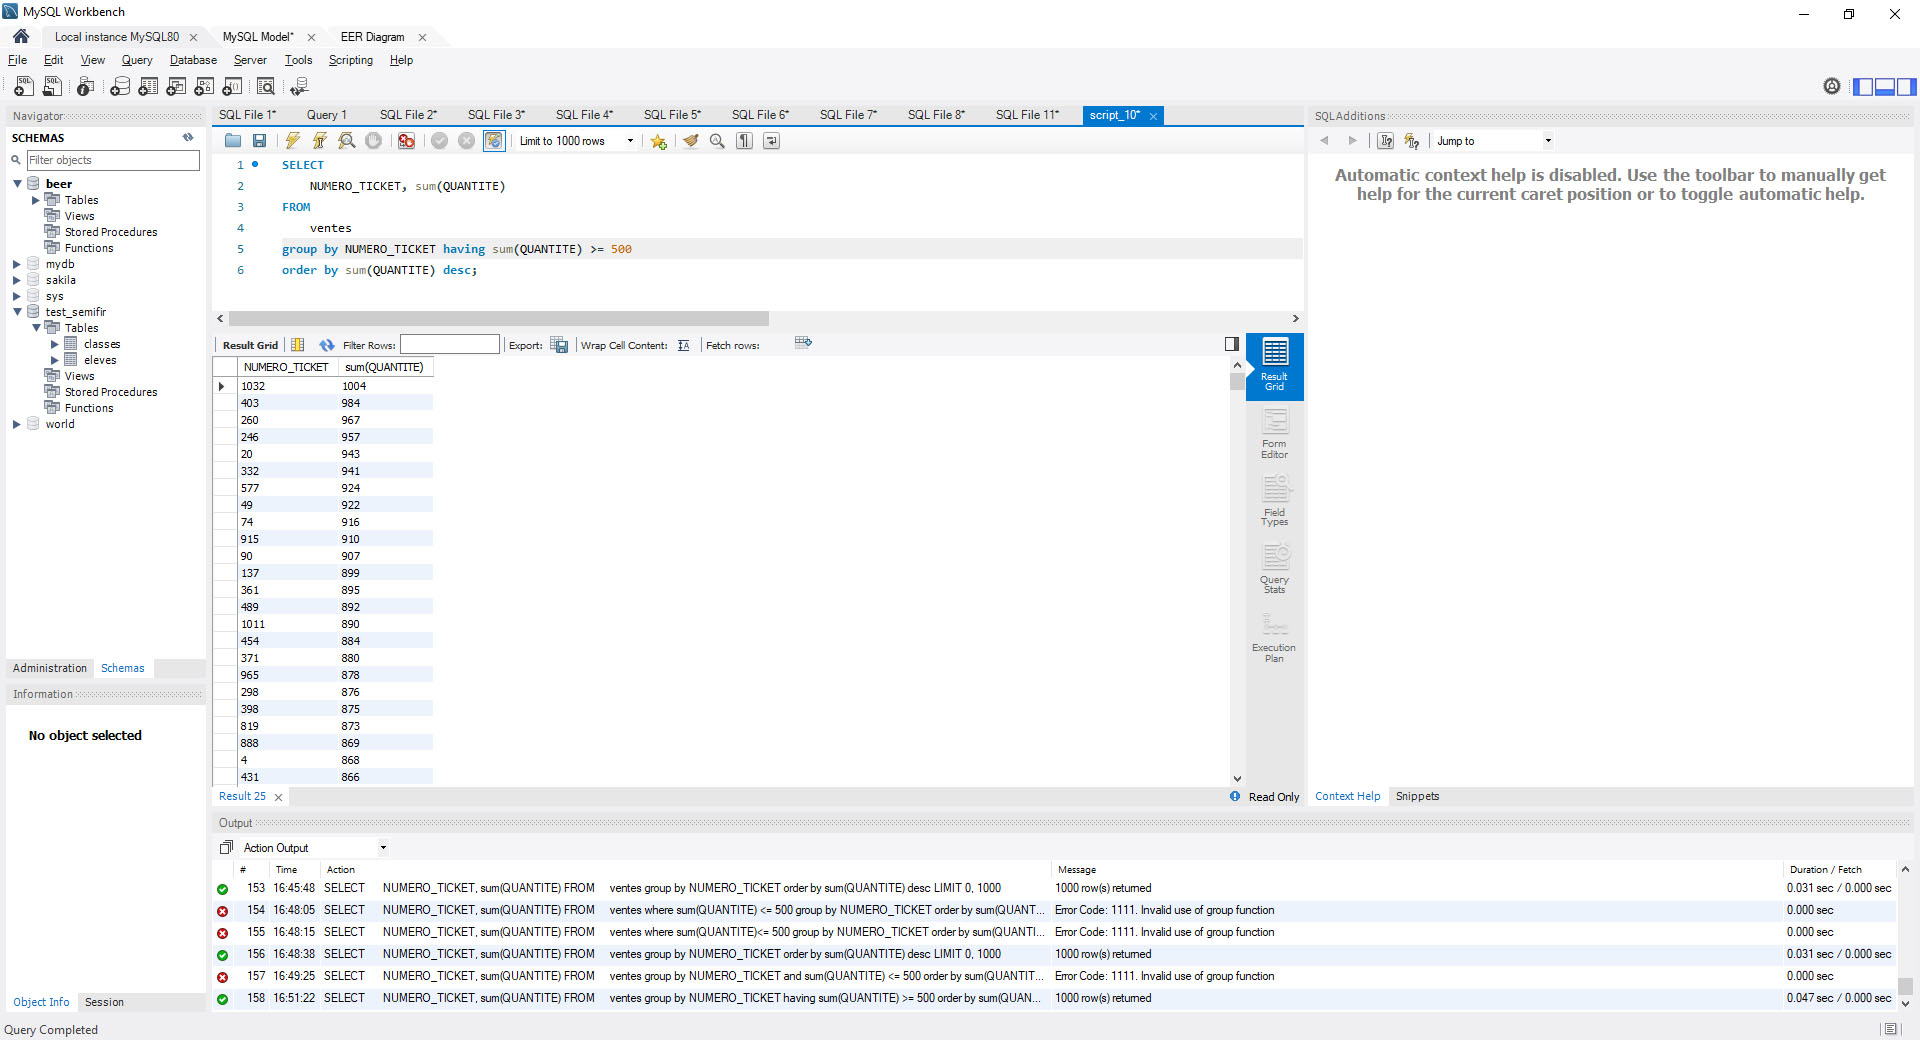 MySQL Workbench
Local instance MySQL80
MySQL Model*
EER Diagram
File Edit View Query Database Server Tools Scripting Help
Navigator
SCHEMAS
Filter objects
beer
Tables
Views
Stored Procedures
Functions
mydb
sakila
sys
test_semifir
Tables
classes
eleves
Views
Stored Procedures
Functions
world
Administration Schemas
Information
No object selected
Object Info Session
SQL File 1* Query 1 SQL File 2* SQL File 3* SQL File 4* SQL File 5* SQL File 6* SQL File 7* SQL File 8* SQL File 11* script_10*
Limit to 1000 rows
1 SELECT
2 NUMERO_TICKET, sum(QUANTITE)
3 FROM
4 ventes
5 group by NUMERO_TICKET having sum(QUANTITE) >= 500
6 order by sum(QUANTITE) desc;
Result Grid Filter Rows: Export: Wrap Cell Content: Fetch rows:
NUMERO_TICKET sum(QUANTITE)
1032 1004
403 984
260 967
246 957
20 943
332 941
577 924
49 922
74 916
915 910
90 907
137 899
361 895
489 892
1011 890
454 884
371 880
965 878
298 876
398 875
819 873
888 869
4 868
431 866
Result Grid
Form Editor
Field Types
Query Stats
Execution Plan
Result 25
Read Only
SQLAdditions
Jump to
Automatic context help is disabled. Use the toolbar to manually get
help for the current caret position or to toggle automatic help.
Context Help Snippets
Output
Action Output
# Time Action Message Duration / Fetch
153 16:45:48 SELECT NUMERO_TICKET, sum(QUANTITE) FROM ventes group by NUMERO_TICKET order by sum(QUANTITE) desc LIMIT 0, 1000 1000 row(s) returned 0.031 sec / 0.000 sec
154 16:48:05 SELECT NUMERO_TICKET, sum(QUANTITE) FROM ventes where sum(QUANTITE) <= 500 group by NUMERO_TICKET order by sum(QUANT... Error Code: 1111. Invalid use of group function 0.000 sec
155 16:48:15 SELECT NUMERO_TICKET, sum(QUANTITE) FROM ventes where sum(QUANTITE)<= 500 group by NUMERO_TICKET order by sum(QUANTI... Error Code: 1111. Invalid use of group function 0.000 sec
156 16:48:38 SELECT NUMERO_TICKET, sum(QUANTITE) FROM ventes group by NUMERO_TICKET order by sum(QUANTITE) desc LIMIT 0, 1000 1000 row(s) returned 0.031 sec / 0.000 sec
157 16:49:25 SELECT NUMERO_TICKET, sum(QUANTITE) FROM ventes group by NUMERO_TICKET and sum(QUANTITE) <= 500 order by sum(QUANTIT... Error Code: 1111. Invalid use of group function 0.000 sec
158 16:51:22 SELECT NUMERO_TICKET, sum(QUANTITE) FROM ventes group by NUMERO_TICKET having sum(QUANTITE) >= 500 order by sum(QUAN... 1000 row(s) returned 0.047 sec / 0.000 sec
Query Completed